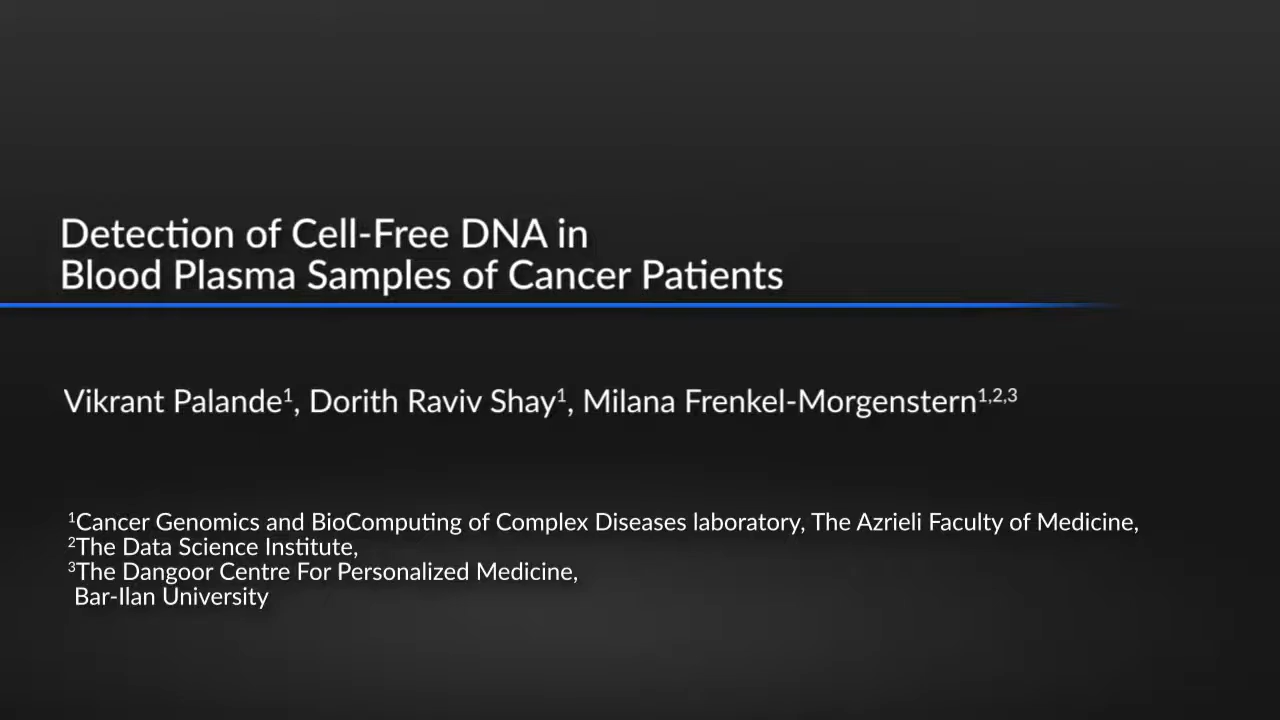 Detection of Cell-Free DNA in
Blood Plasma Samples of Cancer Patients
Vikrant Palande¹, Dorith Raviv Shay¹, Milana Frenkel-Morgenstern¹,²,³
¹Cancer Genomics and BioComputing of Complex Diseases laboratory, The Azrieli Faculty of Medicine,
²The Data Science Institute,
³The Dangoor Centre For Personalized Medicine,
Bar-Ilan University